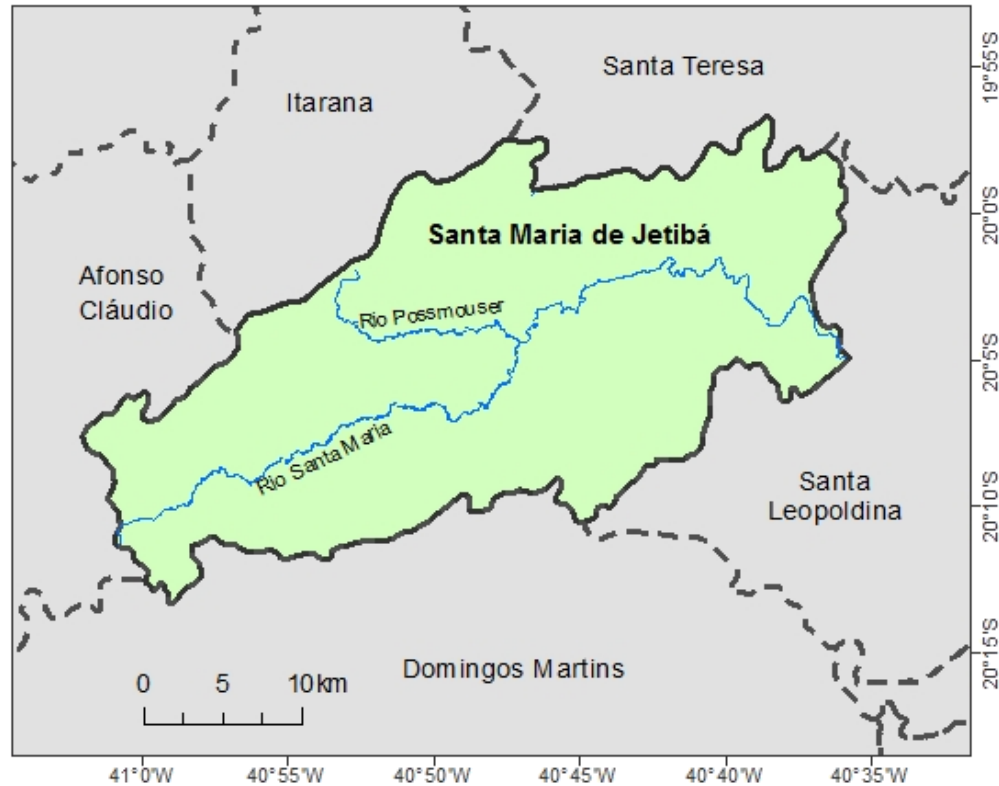 Santa Teresa
Itarana
Santa Maria de Jetibá
Afonso
Cláudio
Rio Possmouser
Rio Santa Maria
Santa
Leopoldina
Domingos Martins
0 5 10km
19°55'S
20°0'S
20°5'S
20°10'S
20°15'S
41°0'W 40°55'W 40°50'W 40°45'W 40°40'W 40°35'W